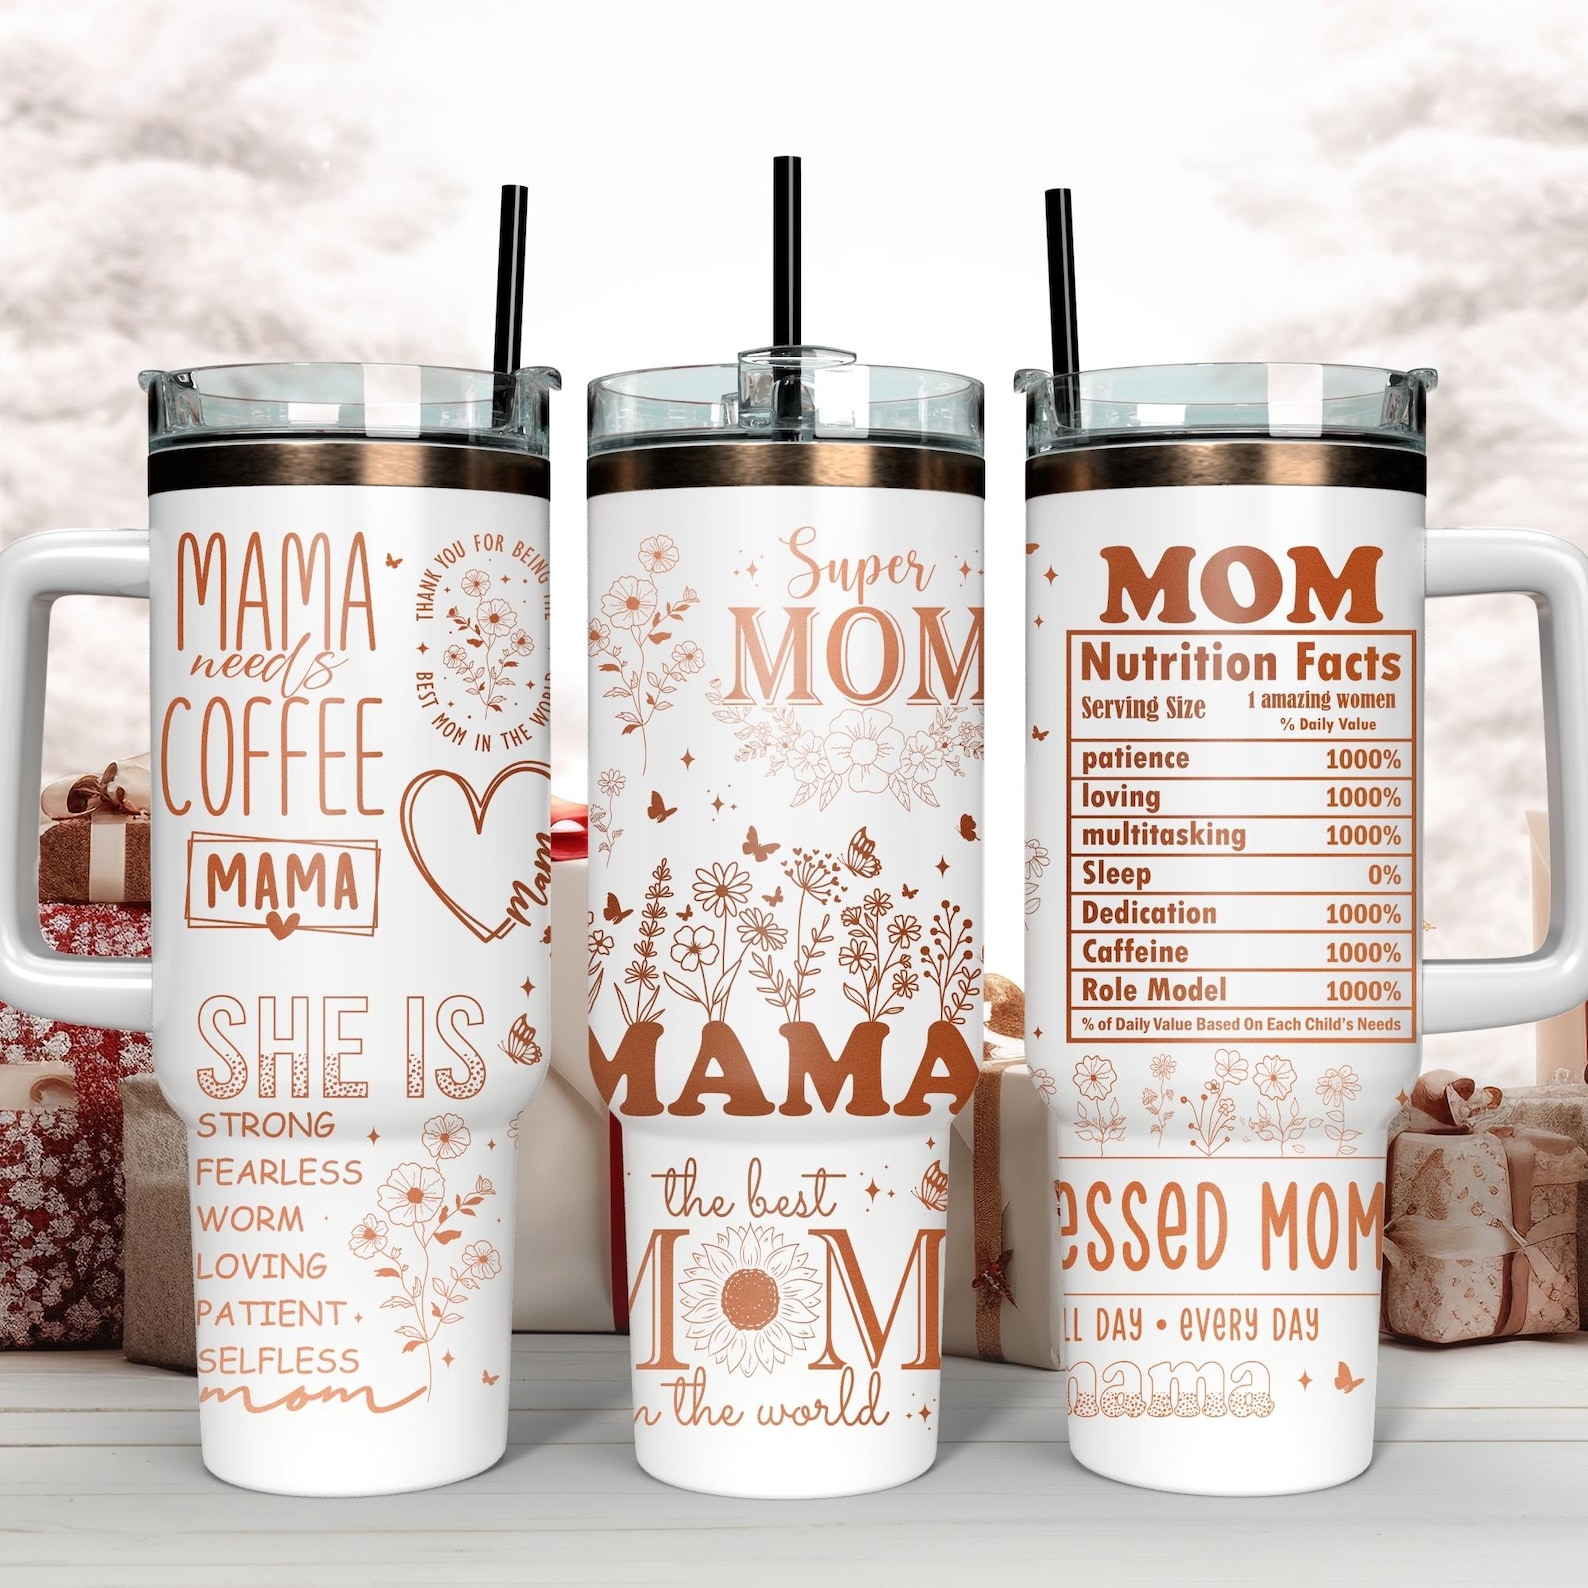 MAMA
needs
COFFEE
THANK YOU FOR BEING THE
BEST MOM IN THE WORLD
MAMA
Mam
SHE IS
STRONG
FEARLESS
WORM
LOVING
PATIENT
SELFLESS
mom
Super
MOM
MAMA
the best
MOM
in the world
MOM
Nutrition Facts
Serving Size 1 amazing women
% Daily Value
patience 1000%
loving 1000%
multitasking 1000%
Sleep 0%
Dedication 1000%
Caffeine 1000%
Role Model 1000%
% of Daily Value Based On Each Child's Needs
essed MOM
LL DAY • EVERY DAY
mama